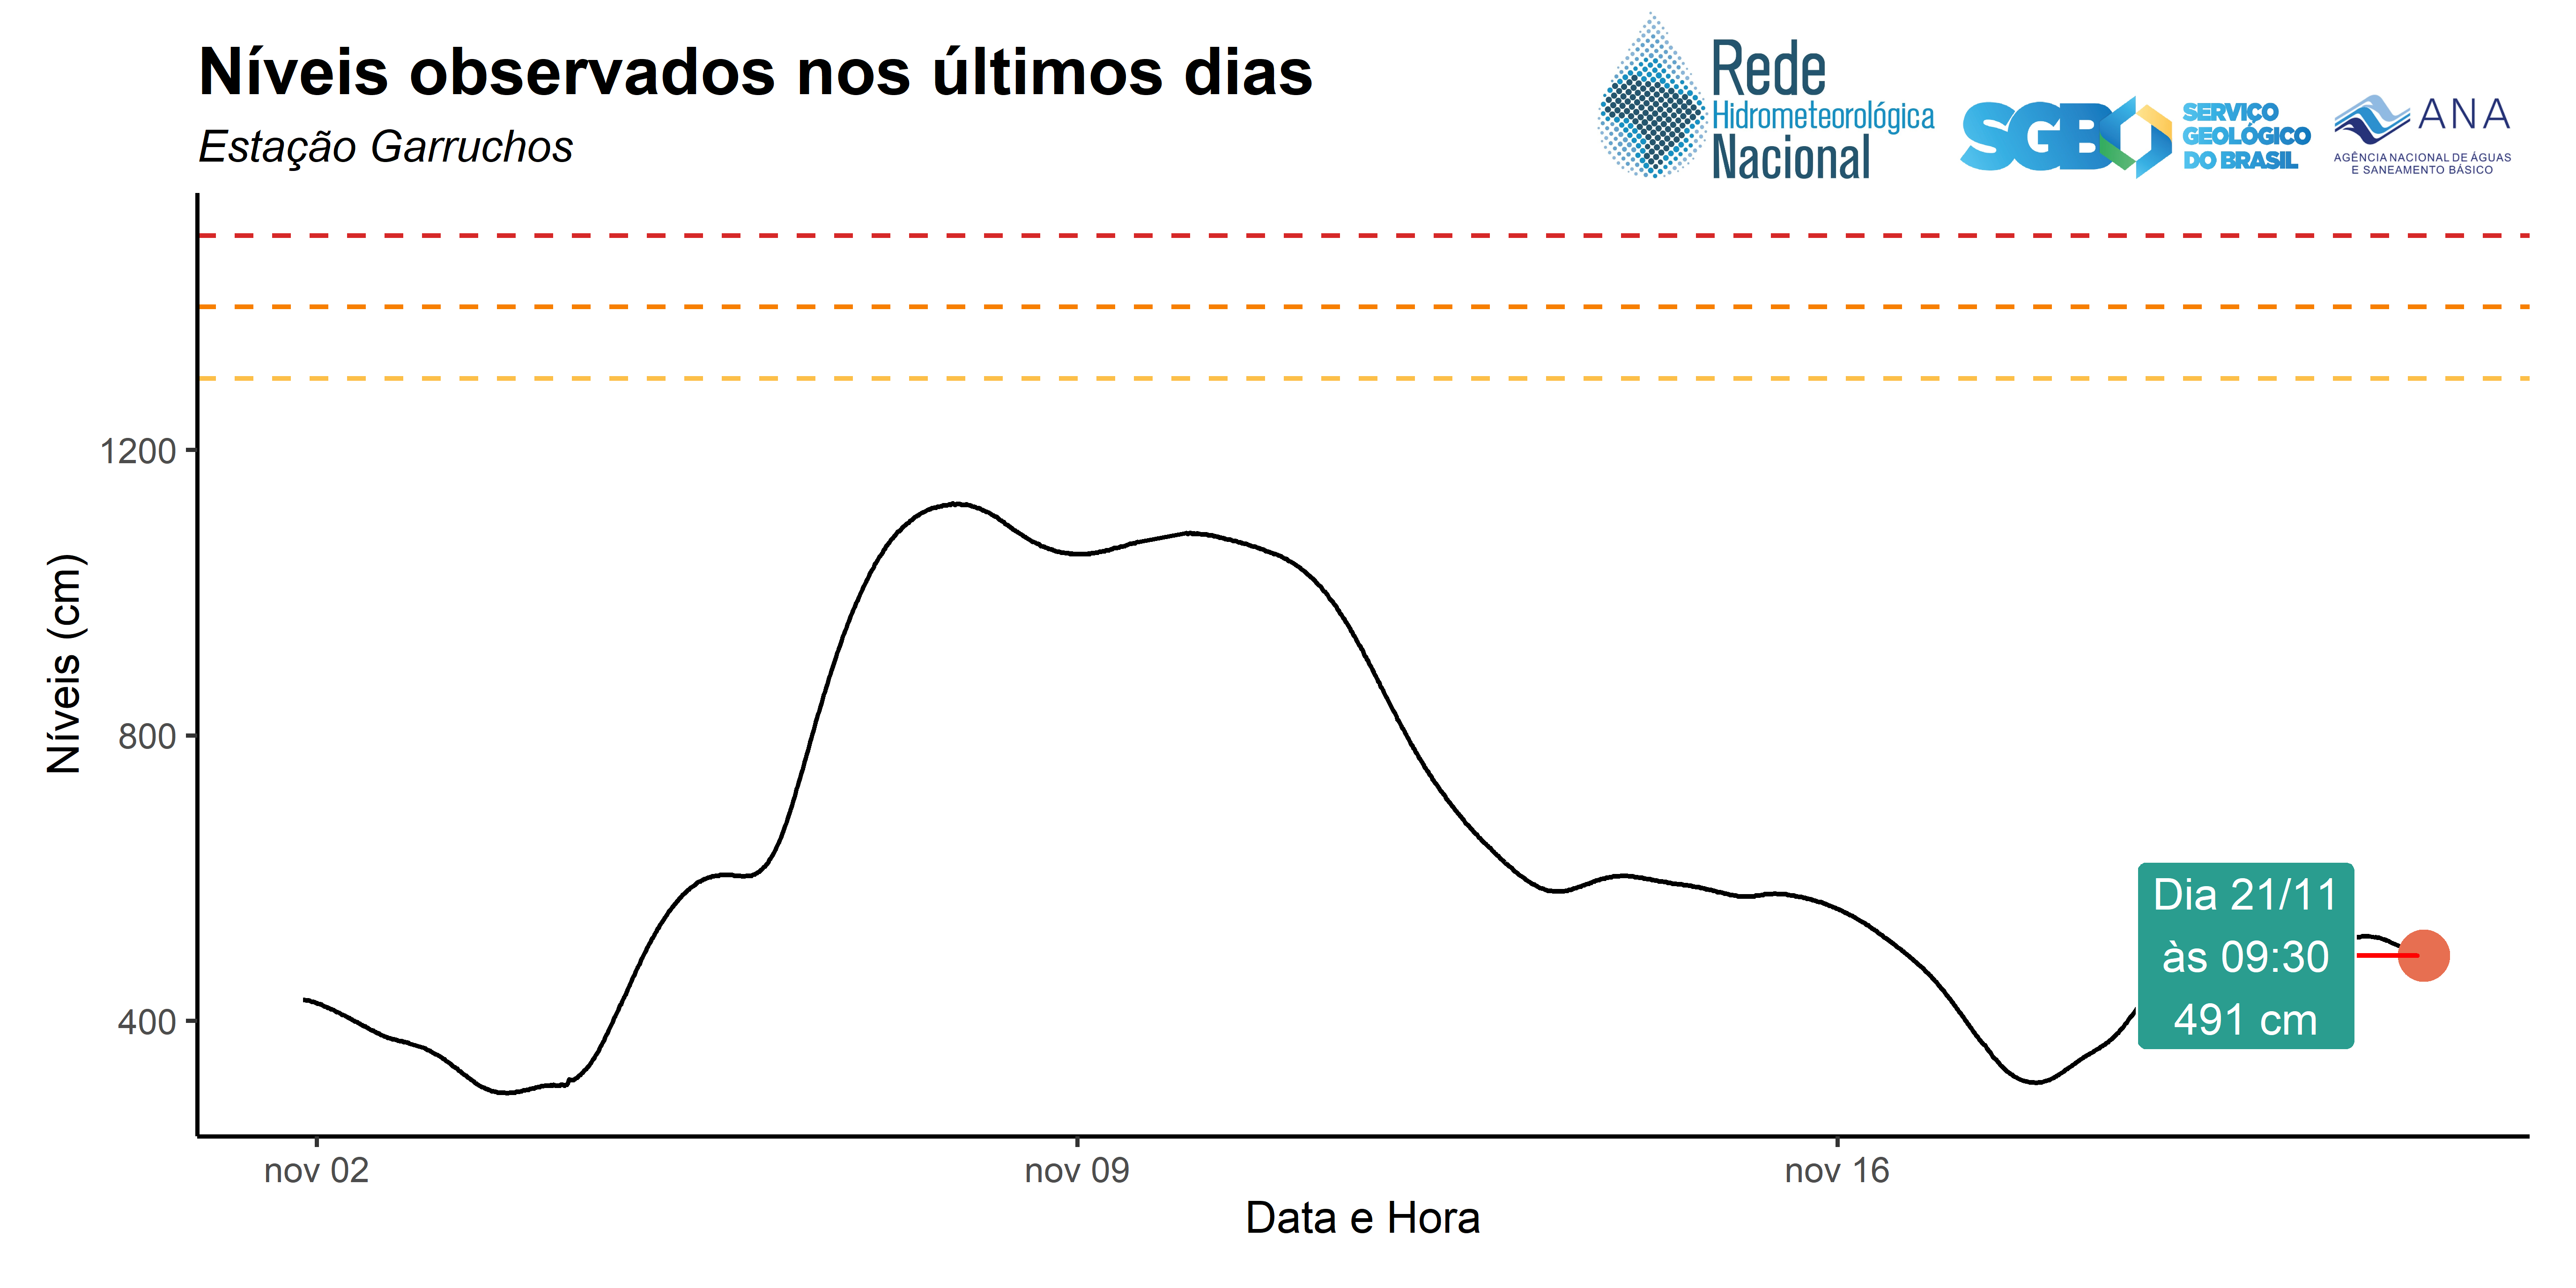 Níveis observados nos últimos dias
Estação Garruchos
Rede
Hidrometeorológica
Nacional
SGB
SERVIÇO
GEOLÓGICO
DO BRASIL
ANA
AGÊNCIA NACIONAL DE ÁGUAS
E SANEAMENTO BÁSICO
Níveis (cm)
1200
800
400
Dia 21/11
às 09:30
491 cm
nov 02
nov 09
nov 16
Data e Hora